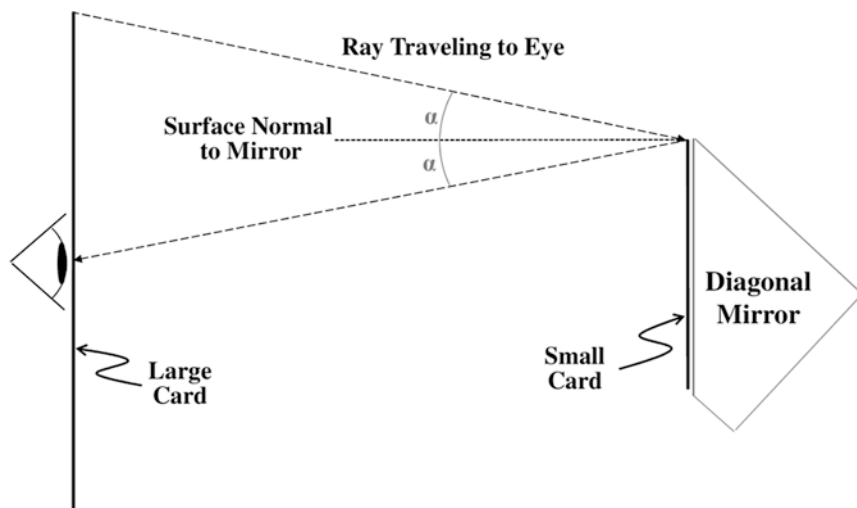 Ray Traveling to Eye
α
Surface Normal
to Mirror
α
Diagonal
Mirror
Small
Card
Large
Card